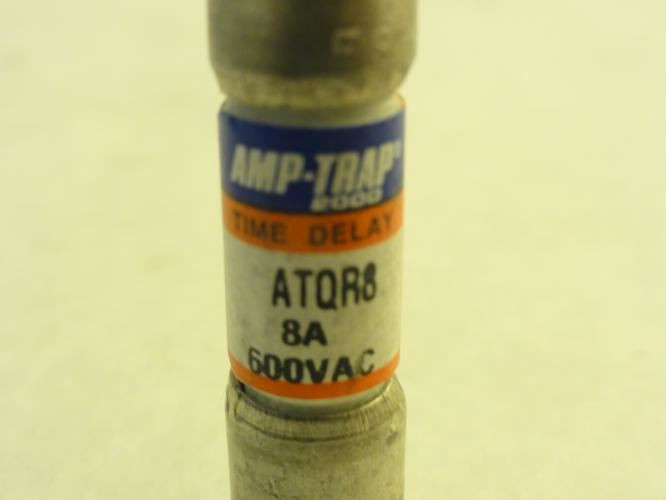 AMP-TRAP®
2000
TIME DELAY
ATQR8
8A
600VAC